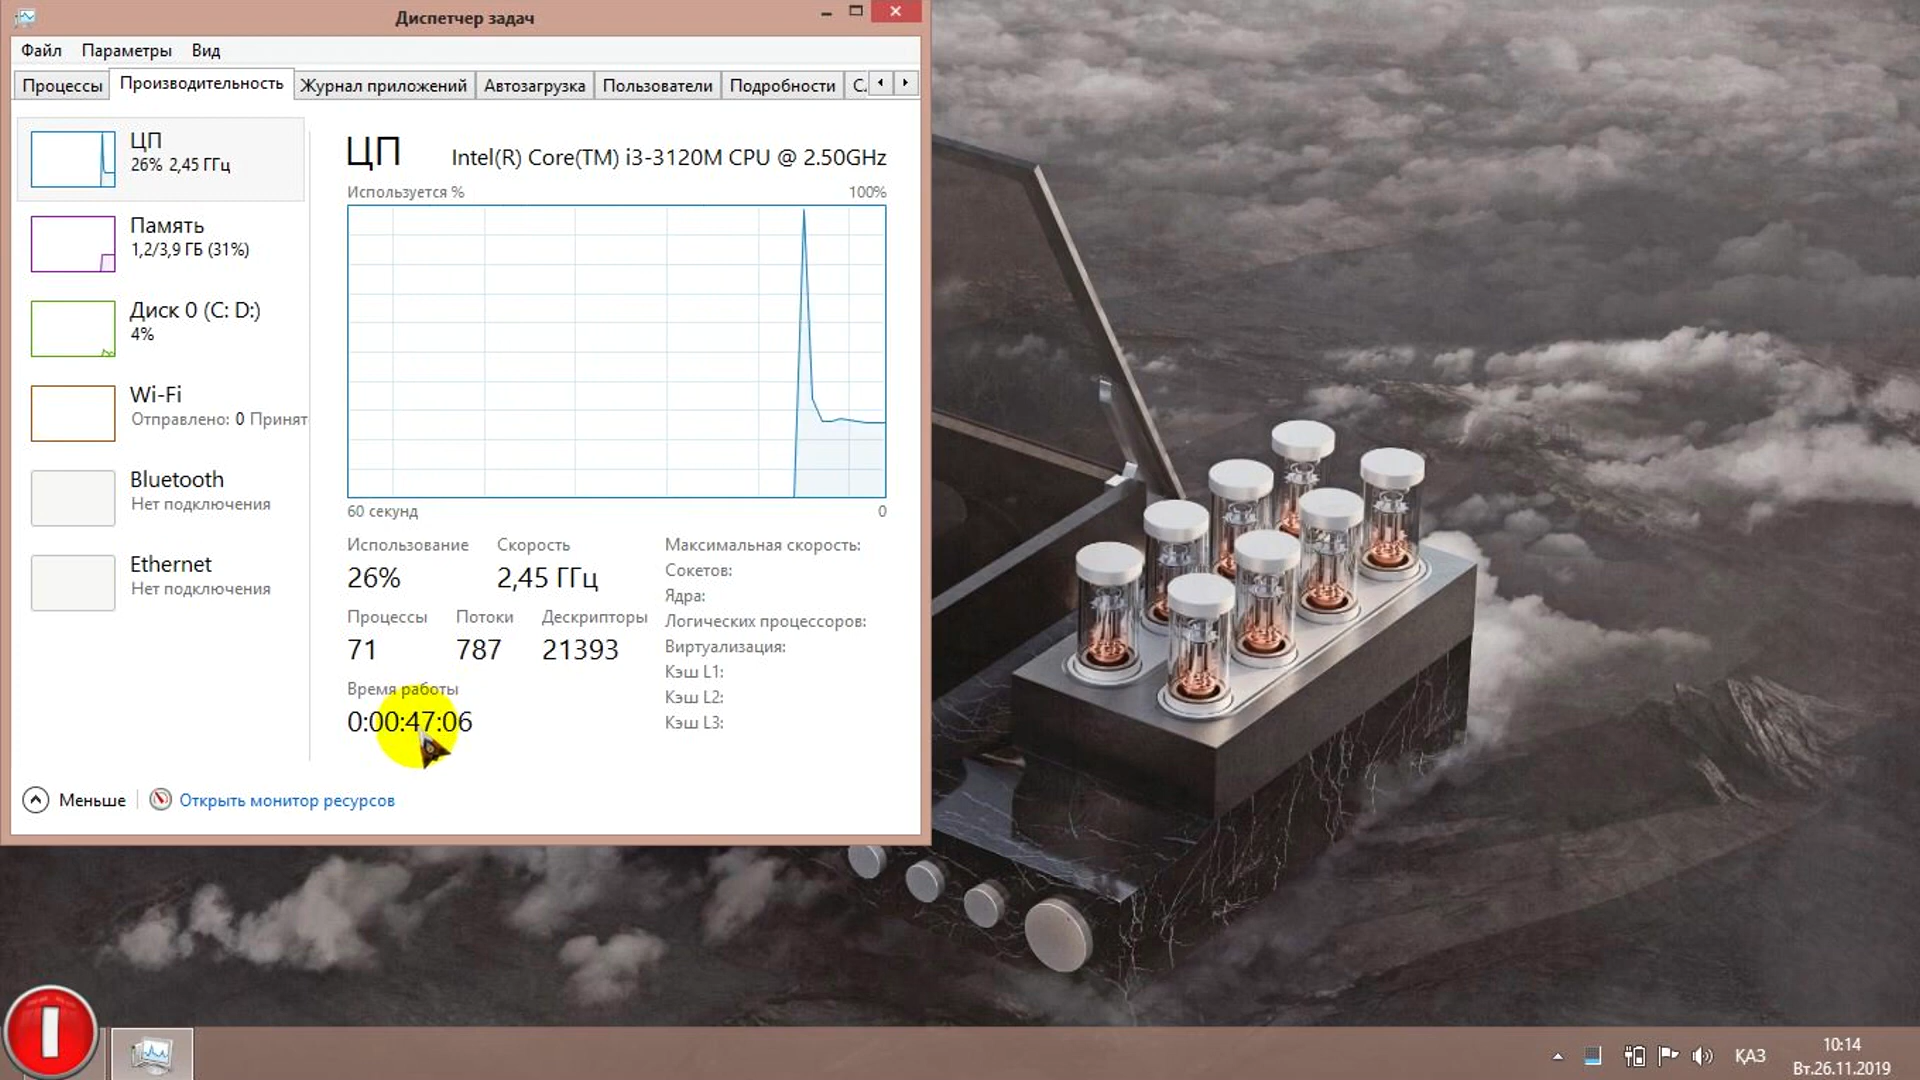 Диспетчер задач
Файл Параметры Вид
Процессы Производительность Журнал приложений Автозагрузка Пользователи Подробности С.
ЦП
26% 2,45 ГГц
Память
1,2/3,9 ГБ (31%)
Диск 0 (C: D:)
4%
Wi-Fi
Отправлено: 0 Принят
Bluetooth
Нет подключения
Ethernet
Нет подключения
ЦП Intel(R) Core(TM) i3-3120M CPU @ 2.50GHz
Используется % 100%
60 секунд 0
Использование Скорость
26% 2,45 ГГц
Процессы Потоки Дескрипторы
71 787 21393
Время работы
0:00:47:06
Максимальная скорость:
Сокетов:
Ядра:
Логических процессоров:
Виртуализация:
Кэш L1:
Кэш L2:
Кэш L3:
Меньше Открыть монитор ресурсов
ҚАЗ
10:14
Вт.26.11.2019